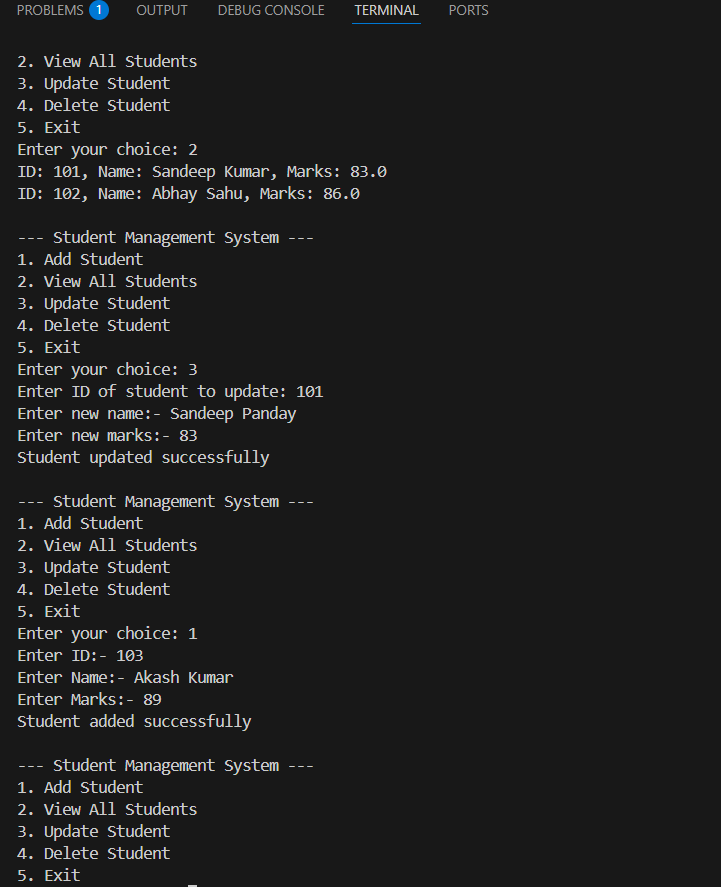 PROBLEMS 1 OUTPUT DEBUG CONSOLE TERMINAL PORTS
2. View All Students
3. Update Student
4. Delete Student
5. Exit
Enter your choice: 2
ID: 101, Name: Sandeep Kumar, Marks: 83.0
ID: 102, Name: Abhay Sahu, Marks: 86.0
--- Student Management System ---
1. Add Student
2. View All Students
3. Update Student
4. Delete Student
5. Exit
Enter your choice: 3
Enter ID of student to update: 101
Enter new name:- Sandeep Panday
Enter new marks:- 83
Student updated successfully
--- Student Management System ---
1. Add Student
2. View All Students
3. Update Student
4. Delete Student
5. Exit
Enter your choice: 1
Enter ID:- 103
Enter Name:- Akash Kumar
Enter Marks:- 89
Student added successfully
--- Student Management System ---
1. Add Student
2. View All Students
3. Update Student
4. Delete Student
5. Exit